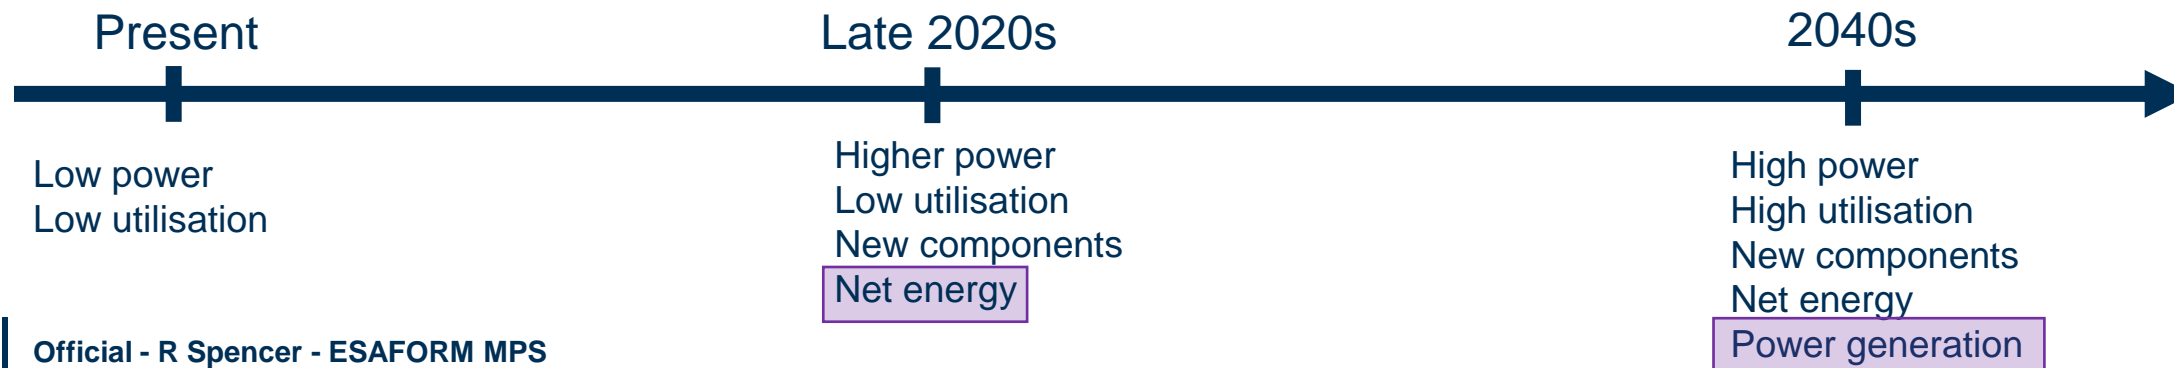 Present
Late 2020s
2040s
Low power
Low utilisation
Higher power
Low utilisation
New components
Net energy
High power
High utilisation
New components
Net energy
Power generation
Official - R Spencer - ESAFORM MPS